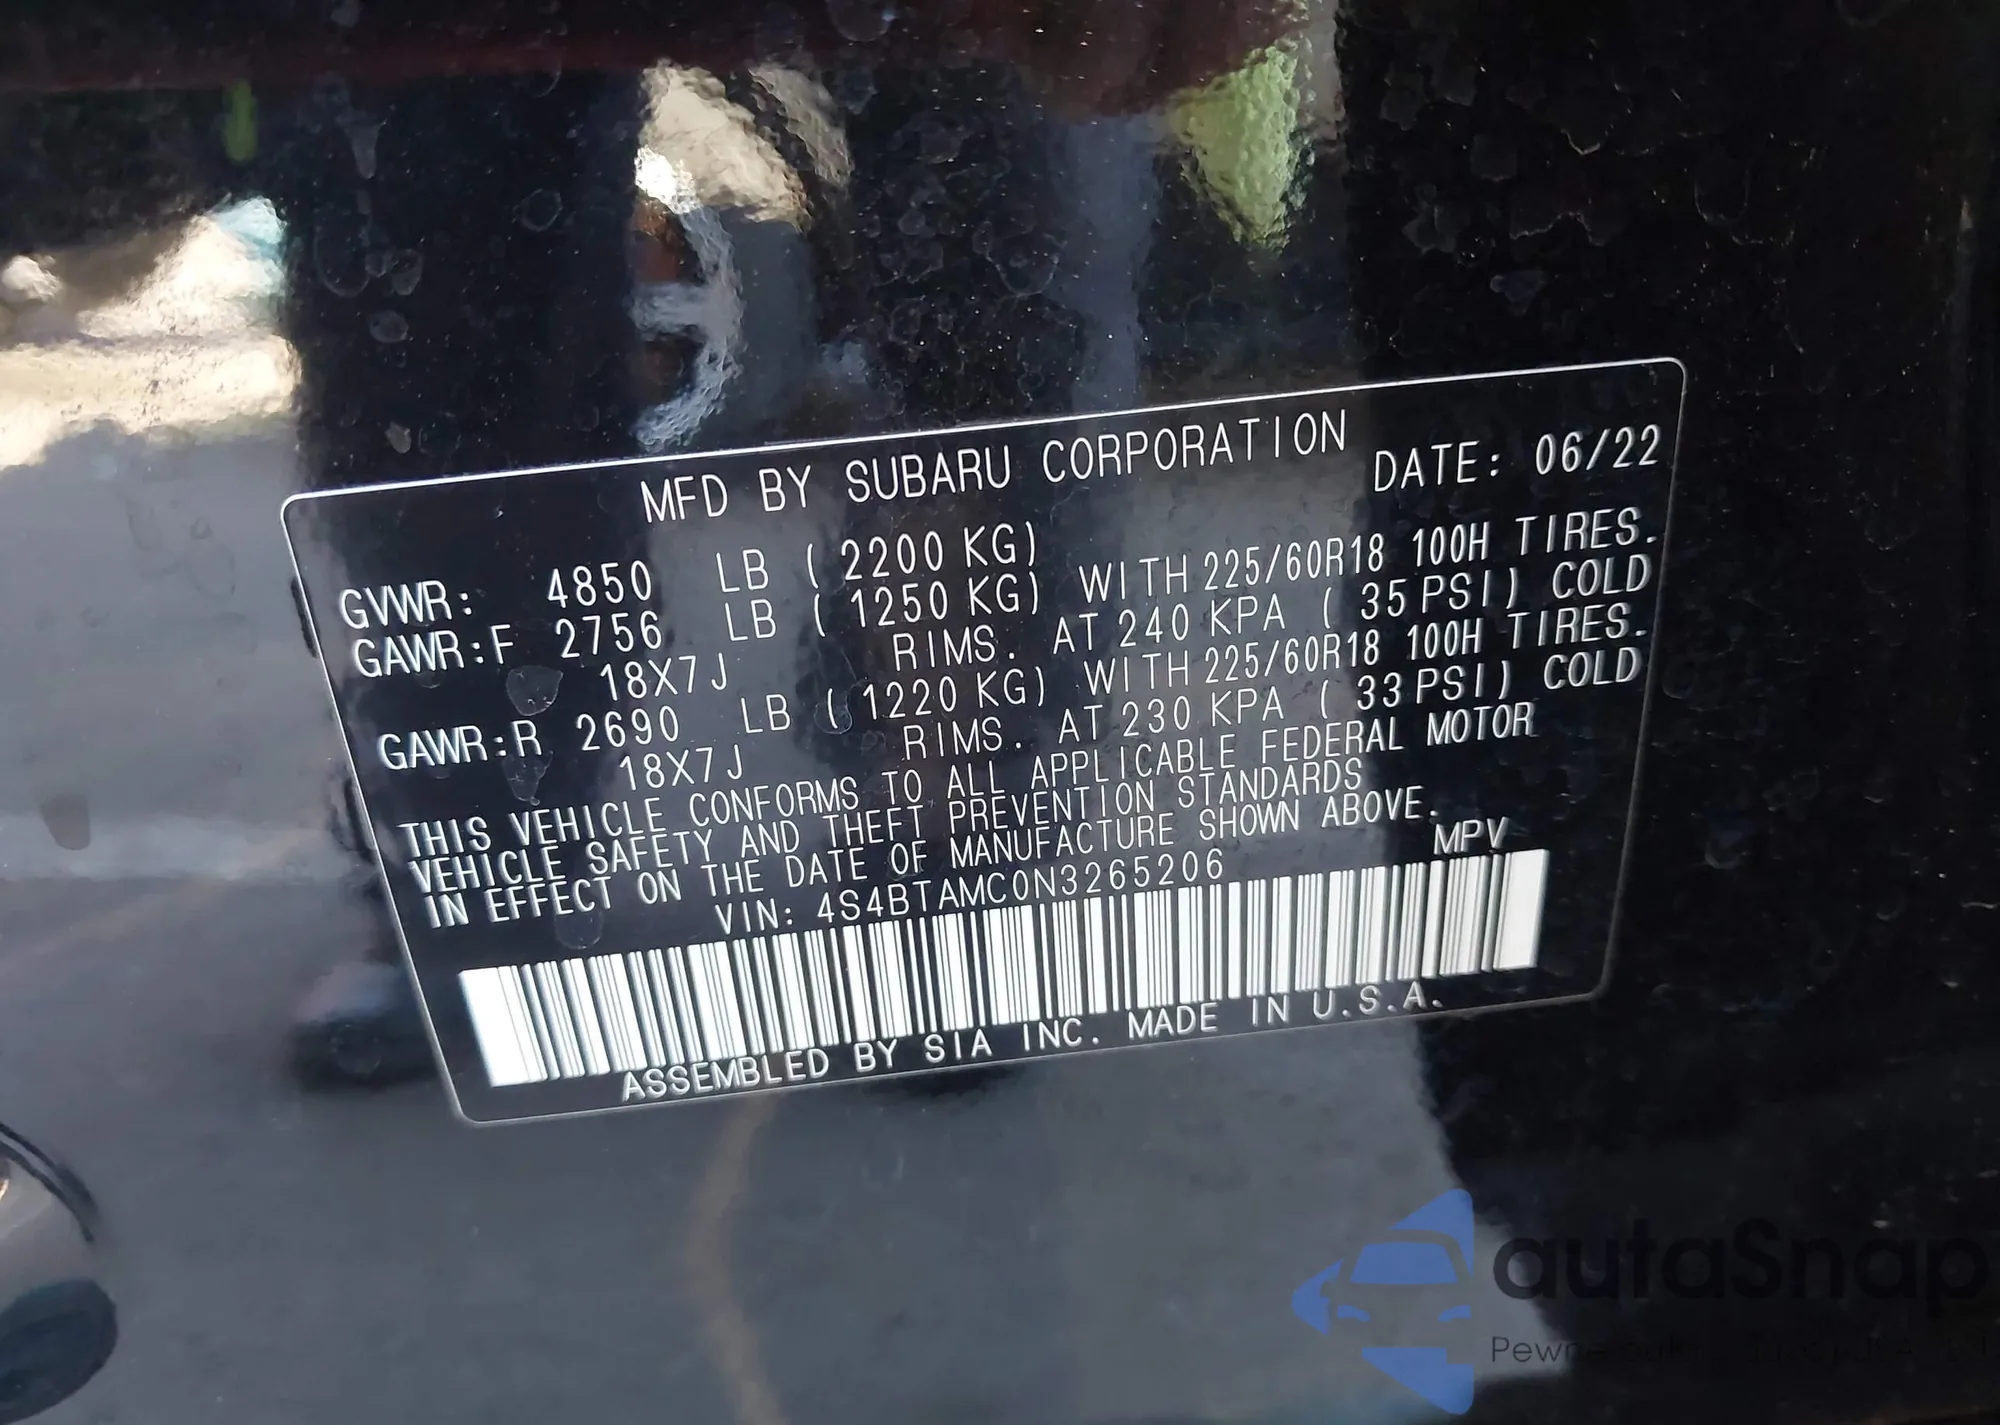 MFD BY SUBARU CORPORATION
DATE: 06/22
GVWR: 4850 LB ( 2200 KG)
GAWR:F 2756 LB ( 1250 KG) WITH 225/60R18 100H TIRES.
18X7J RIMS. AT 240 KPA ( 35 PSI) COLD
GAWR:R 2690 LB ( 1220 KG) WITH 225/60R18 100H TIRES.
18X7J RIMS. AT 230 KPA ( 33 PSI) COLD
THIS VEHICLE CONFORMS TO ALL APPLICABLE FEDERAL MOTOR
VEHICLE SAFETY AND THEFT PREVENTION STANDARDS
IN EFFECT ON THE DATE OF MANUFACTURE SHOWN ABOVE.
VIN: 4S4BTAMC0N3265206 MPV
ASSEMBLED BY SIA INC. MADE IN U.S.A.
autaSnap